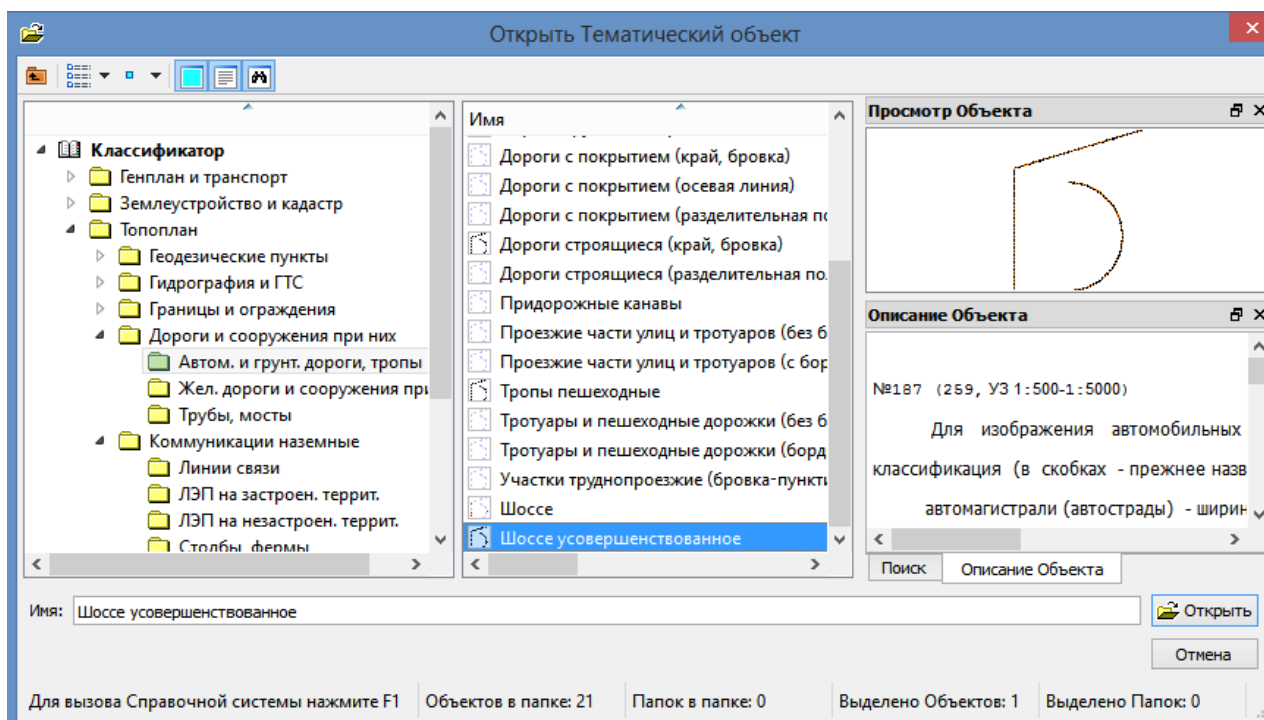 Открыть Тематический объект
Классификатор
Генплан и транспорт
Землеустройство и кадастр
Топоплан
Геодезические пункты
Гидрография и ГТС
Границы и ограждения
Дороги и сооружения при них
Автом. и грунт. дороги, тропы
Жел. дороги и сооружения при
Трубы, мосты
Коммуникации наземные
Линии связи
ЛЭП на застроен. террит.
ЛЭП на незастроен. террит.
Столбы, фермы
Имя
Дороги с покрытием (край, бровка)
Дороги с покрытием (осевая линия)
Дороги с покрытием (разделительная по
Дороги строящиеся (край, бровка)
Дороги строящиеся (разделительная по
Придорожные канавы
Проезжие части улиц и тротуаров (без б
Проезжие части улиц и тротуаров (с бор
Тропы пешеходные
Тротуары и пешеходные дорожки (без б
Тротуары и пешеходные дорожки (борд
Участки труднопроезжие (бровка-пункти
Шоссе
Шоссе усовершенствованное
Просмотр Объекта
Описание Объекта
№187 (259, УЗ 1:500-1:5000)
Для изображения автомобильных
классификация (в скобках - прежнее назв
автомагистрали (автострады) - ширин
Поиск Описание Объекта
Имя: Шоссе усовершенствованное Открыть
Отмена
Для вызова Справочной системы нажмите F1 Объектов в папке: 21 Папок в папке: 0 Выделено Объектов: 1 Выделено Папок: 0